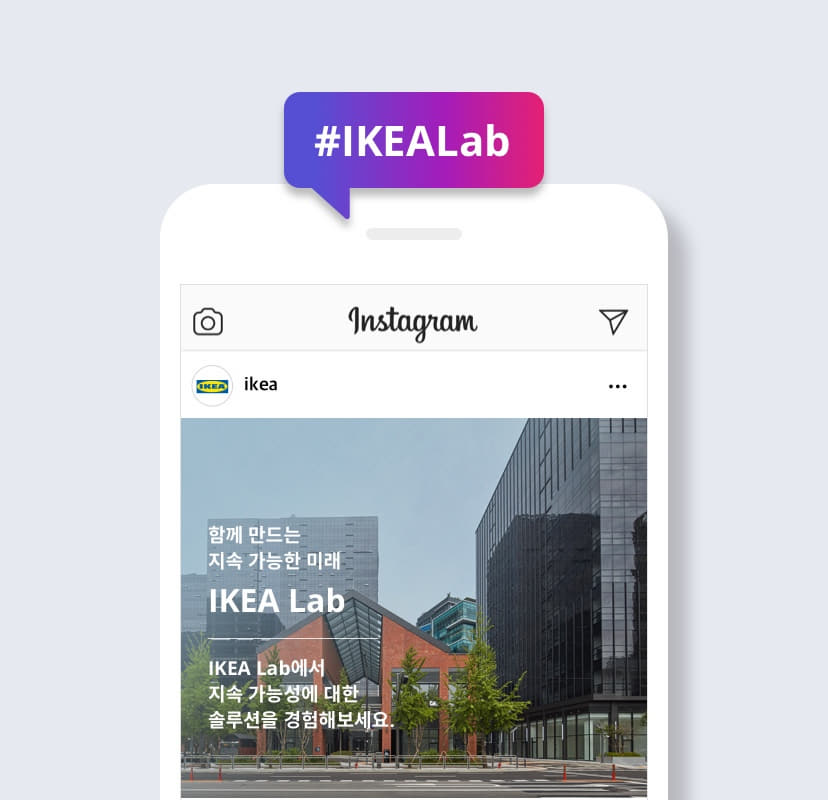 #IKEALab
Instagram
IKEA
ikea
함께 만드는
지속 가능한 미래
IKEA Lab
IKEA Lab에서
지속 가능성에 대한
솔루션을 경험해보세요.